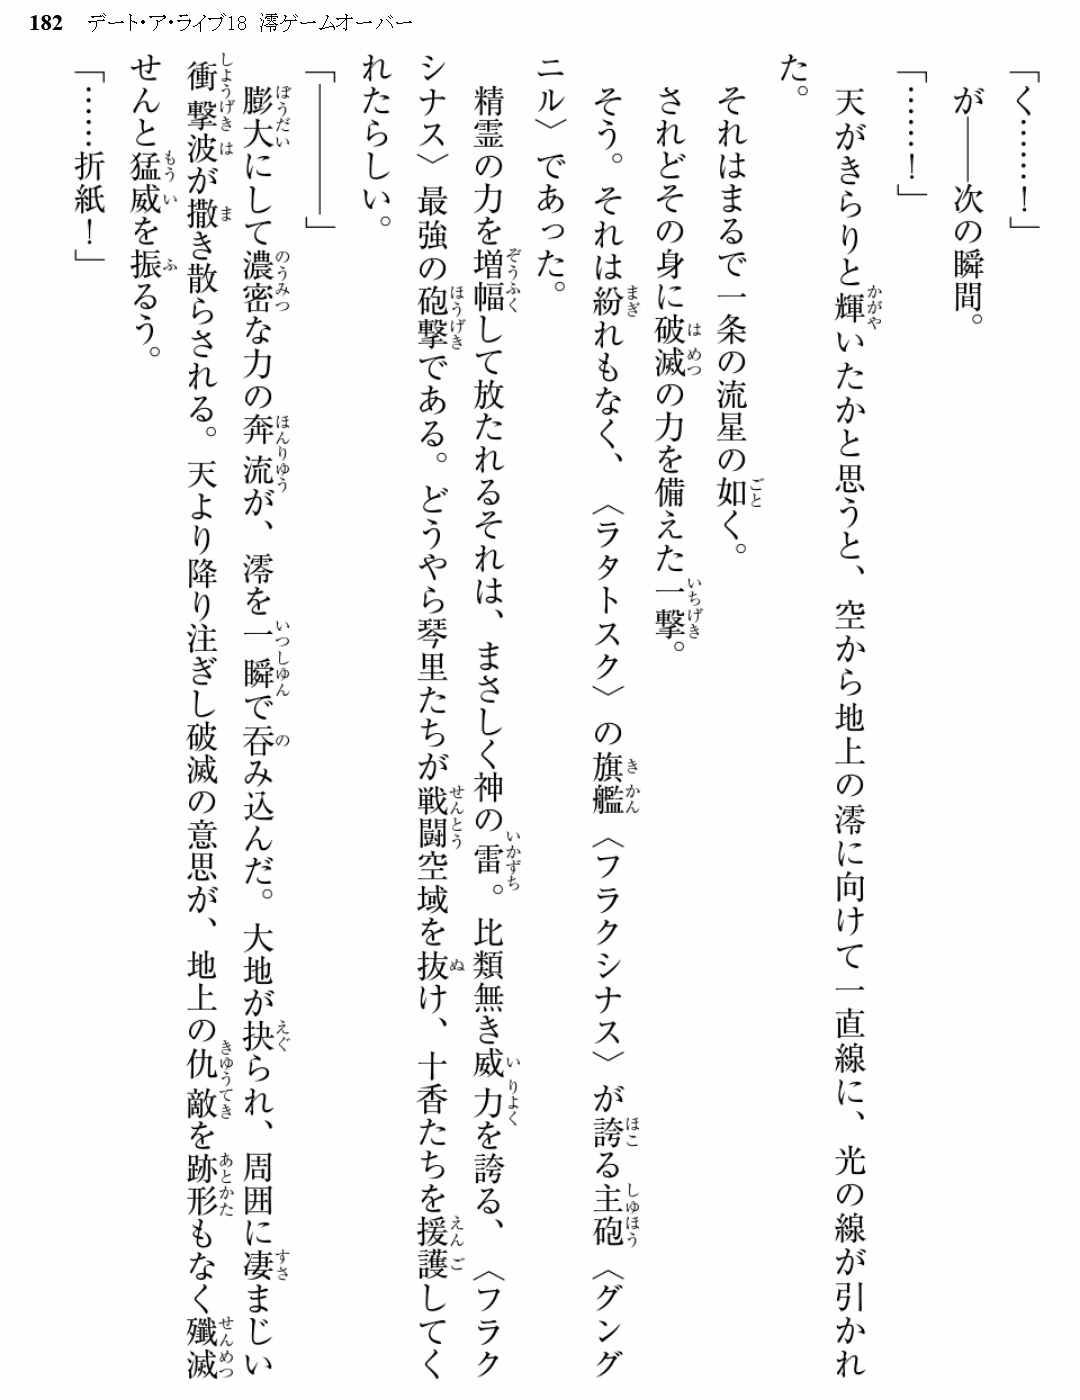 182 デート・ア・ライブ18 澪ゲームオーバー
「く……！」
が――次の瞬間。
「……！」
天がきらりと輝いたかと思うと、空から地上の澪に向けて一直線に、光の線が引かれ
た。
それはまるで一条の流星の如く。
されどその身に破滅の力を備えた一撃。
そう。それは紛れもなく、〈ラタトスク〉の旗艦〈フラクシナス〉が誇る主砲〈グング
ニル〉であった。
精霊の力を増幅して放たれるそれは、まさしく神の雷。比類無き威力を誇る、〈フラク
シナス〉最強の砲撃である。どうやら琴里たちが戦闘空域を抜け、十香たちを援護してく
れたらしい。
「――――」
膨大にして濃密な力の奔流が、澪を一瞬で呑み込んだ。大地が抉られ、周囲に凄まじい
衝撃波が撒き散らされる。天より降り注ぎし破滅の意思が、地上の仇敵を跡形もなく殲滅
せんと猛威を振るう。
「……折紙！」